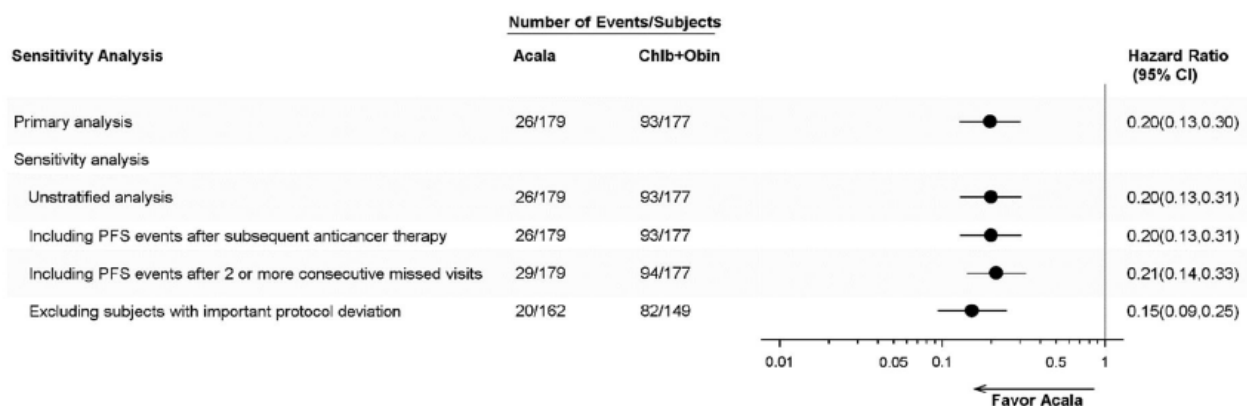 Number of Events/Subjects
Sensitivity Analysis Acala Chlb+Obin Hazard Ratio
(95% CI)
Primary analysis 26/179 93/177 0.20(0.13,0.30)
Sensitivity analysis
Unstratified analysis 26/179 93/177 0.20(0.13,0.31)
Including PFS events after subsequent anticancer therapy 26/179 93/177 0.20(0.13,0.31)
Including PFS events after 2 or more consecutive missed visits 29/179 94/177 0.21(0.14,0.33)
Excluding subjects with important protocol deviation 20/162 82/149 0.15(0.09,0.25)
0.01 0.05 0.1 0.5 1
Favor Acala